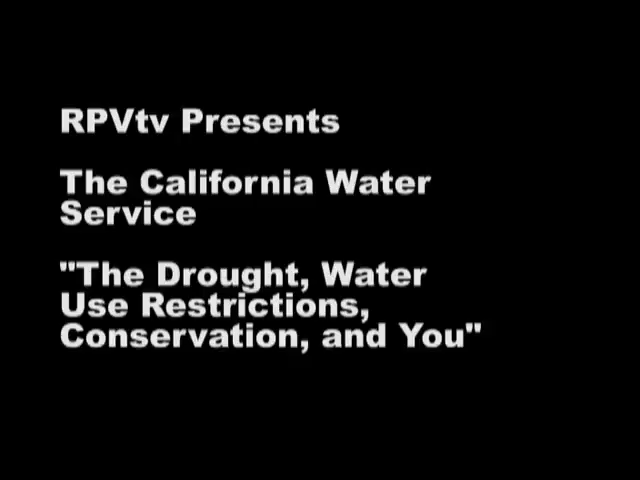 RPVtv Presents
The California Water
Service
"The Drought, Water
Use Restrictions,
Conservation, and You"